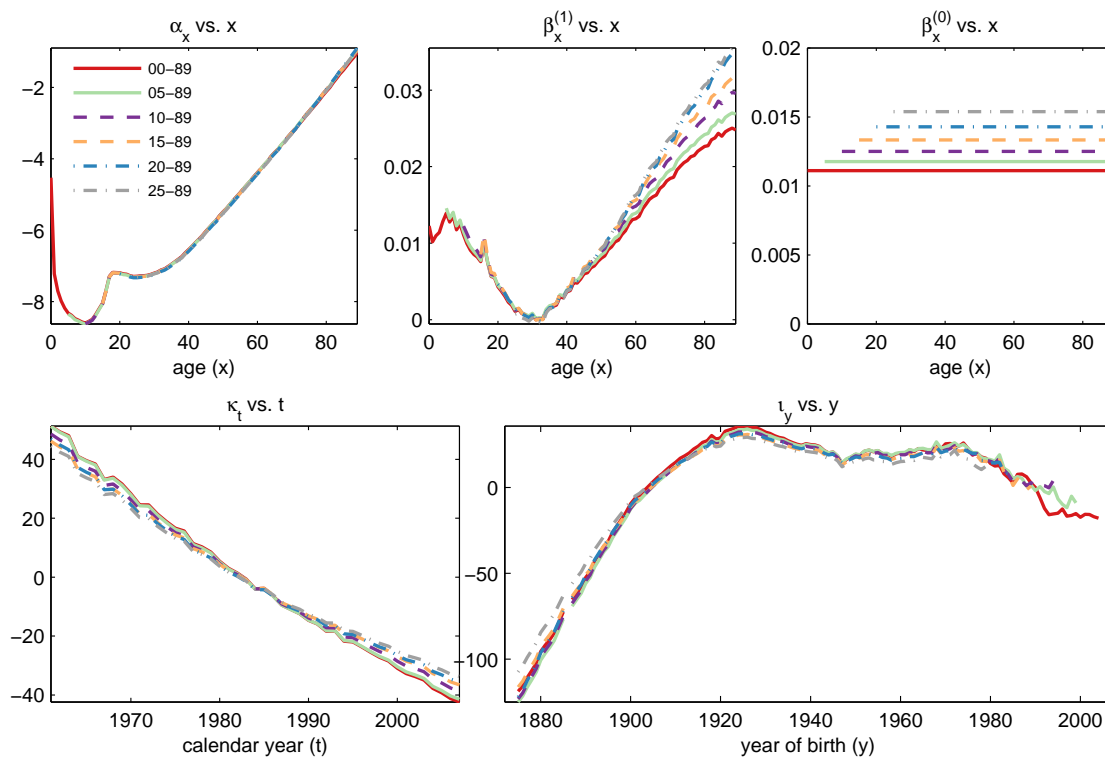 αₓ vs. x
βₓ⁽¹⁾ vs. x
βₓ⁽⁰⁾ vs. x
−2
−4
−6
−8
00−89
05−89
10−89
15−89
20−89
25−89
0 20 40 60 80
age (x)
0.03
0.02
0.01
0
0 20 40 60 80
age (x)
0.02
0.015
0.01
0.005
0
0 20 40 60 80
age (x)
κₜ vs. t
ι_y vs. y
40
20
0
−20
−40
1970 1980 1990 2000
calendar year (t)
0
−50
−100
1880 1900 1920 1940 1960 1980 2000
year of birth (y)